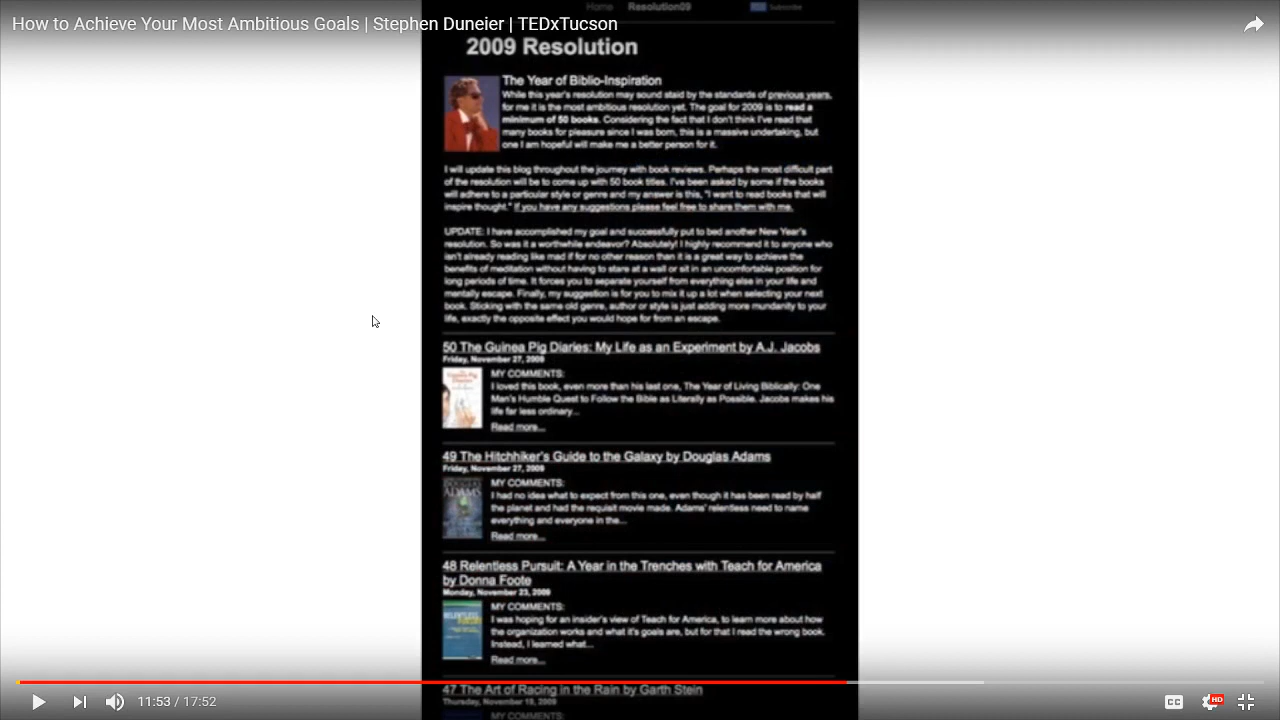 How to Achieve Your Most Ambitious Goals | Stephen Duneier | TEDxTucson
Home Resolution09 Subscribe
2009 Resolution
The Year of Biblio-Inspiration
While this year's resolution may sound staid by the standards of previous years,
for me it is the most ambitious resolution yet. The goal for 2009 is to read a
minimum of 50 books. Considering the fact that I don't think I've read that
many books for pleasure since I was born, this is a massive undertaking, but
one I am hopeful will make me a better person for it.
I will update this blog throughout the journey with book reviews. Perhaps the most difficult part
of the resolution will be to come up with 50 book titles. I've been asked by some if the books
will adhere to a particular style or genre and my answer is this, "I want to read books that will
inspire thought." If you have any suggestions please feel free to share them with me.
UPDATE: I have accomplished my goal and successfully put to bed another New Year's
resolution. So was it a worthwhile endeavor? Absolutely! I highly recommend it to anyone who
isn't already reading like mad if for no other reason than it is a great way to achieve the
benefits of meditation without having to stare at a wall or sit in an uncomfortable position for
long periods of time. It forces you to separate yourself from everything else in your life and
mentally escape. Finally, my suggestion is for you to mix it up a lot when selecting your next
book. Sticking with the same old genre, author or style is just adding more mundanity to your
life, exactly the opposite effect you would hope for from an escape.
50 The Guinea Pig Diaries: My Life as an Experiment by A.J. Jacobs
Friday, November 27, 2009
MY COMMENTS:
I loved this book, even more than his last one, The Year of Living Biblically: One
Man's Humble Quest to Follow the Bible as Literally as Possible. Jacobs makes his
life far less ordinary...
Read more...
49 The Hitchhiker's Guide to the Galaxy by Douglas Adams
Friday, November 27, 2009
ADAMS
MY COMMENTS:
I had no idea what to expect from this one, even though it has been read by half
the planet and had the requisit movie made. Adams' relentless need to name
everything and everyone in the...
Read more...
48 Relentless Pursuit: A Year in the Trenches with Teach for America
by Donna Foote
Monday, November 23, 2009
RELENTLESS
MY COMMENTS:
I was hoping for an insider's view of Teach for America, to learn more about how
the organization works and what it's goals are, but for that I read the wrong book.
Instead, I learned what...
Read more...
47 The Art of Racing in the Rain by Garth Stein
Thursday, November 19, 2009
MY COMMENTS:
11:53 / 17:52
CC
HD